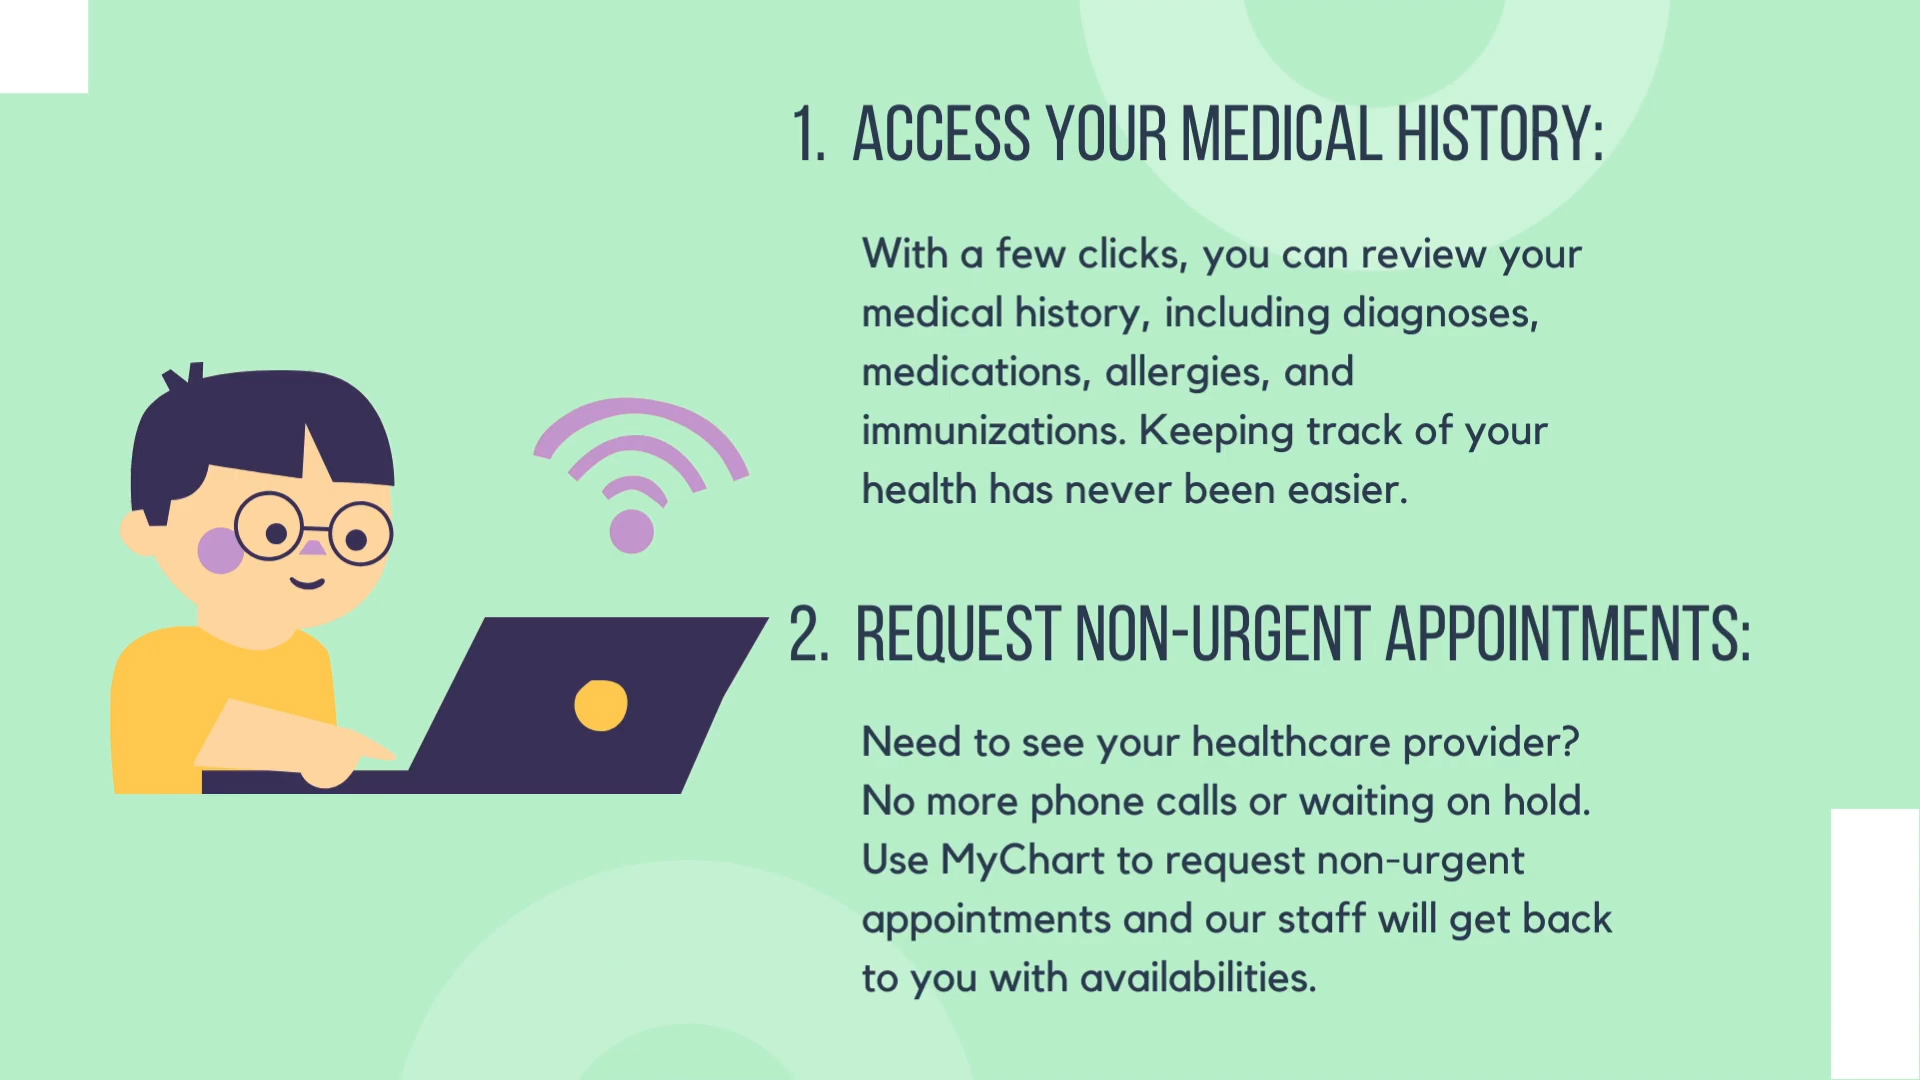 1. ACCESS YOUR MEDICAL HISTORY:
With a few clicks, you can review your
medical history, including diagnoses,
medications, allergies, and
immunizations. Keeping track of your
health has never been easier.
2. REQUEST NON-URGENT APPOINTMENTS:
Need to see your healthcare provider?
No more phone calls or waiting on hold.
Use MyChart to request non-urgent
appointments and our staff will get back
to you with availabilities.